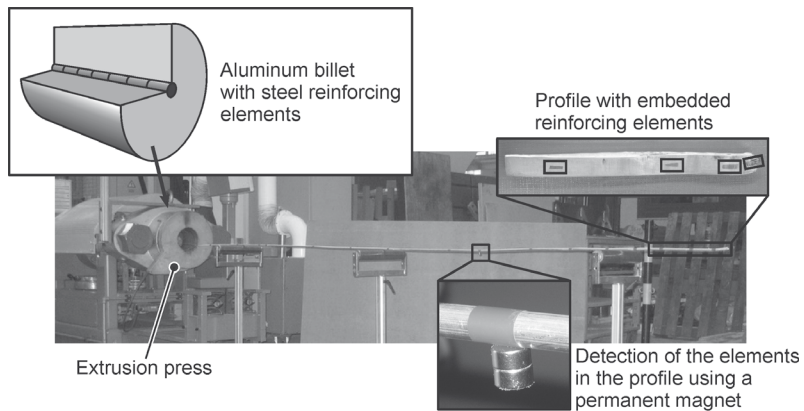 Aluminum billet
with steel reinforcing
elements
Profile with embedded
reinforcing elements
Extrusion press
Detection of the elements
in the profile using a
permanent magnet